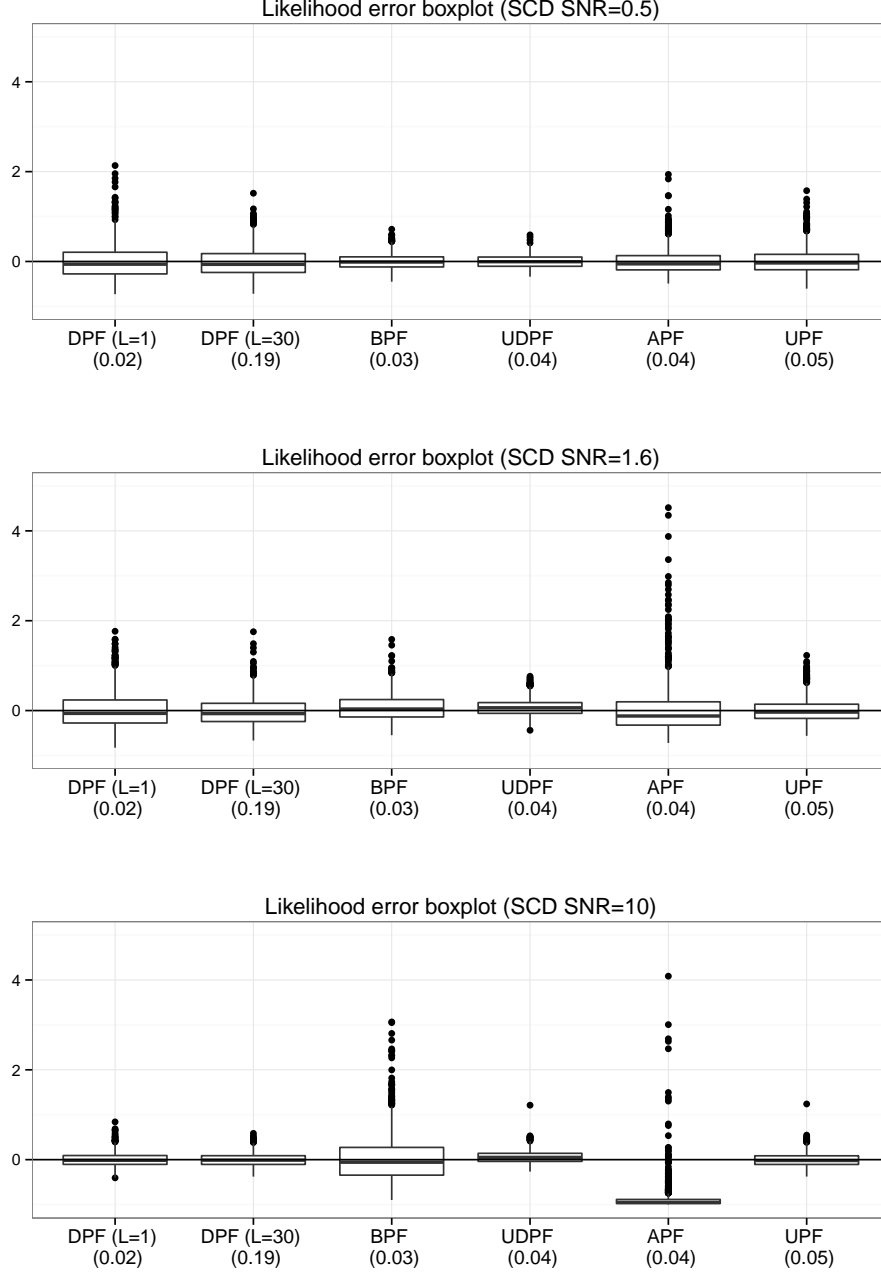 Likelihood error boxplot (SCD SNR=0.5)
4
2
0
DPF (L=1) DPF (L=30) BPF UDPF APF UPF
(0.02) (0.19) (0.03) (0.04) (0.04) (0.05)
Likelihood error boxplot (SCD SNR=1.6)
4
2
0
DPF (L=1) DPF (L=30) BPF UDPF APF UPF
(0.02) (0.19) (0.03) (0.04) (0.04) (0.05)
Likelihood error boxplot (SCD SNR=10)
4
2
0
DPF (L=1) DPF (L=30) BPF UDPF APF UPF
(0.02) (0.19) (0.03) (0.04) (0.04) (0.05)